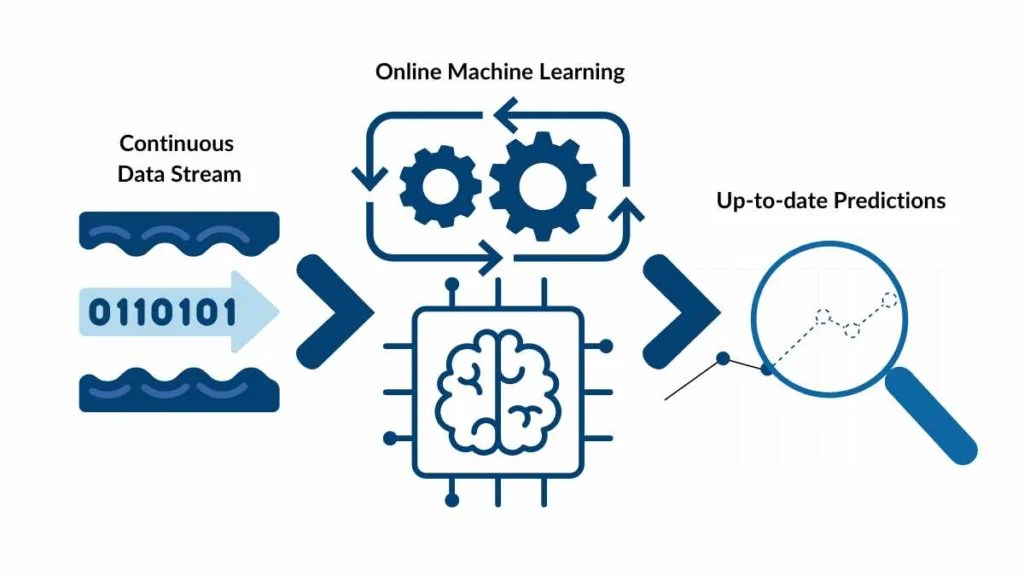 Online Machine Learning
Continuous
Data Stream
Up-to-date Predictions
0110101